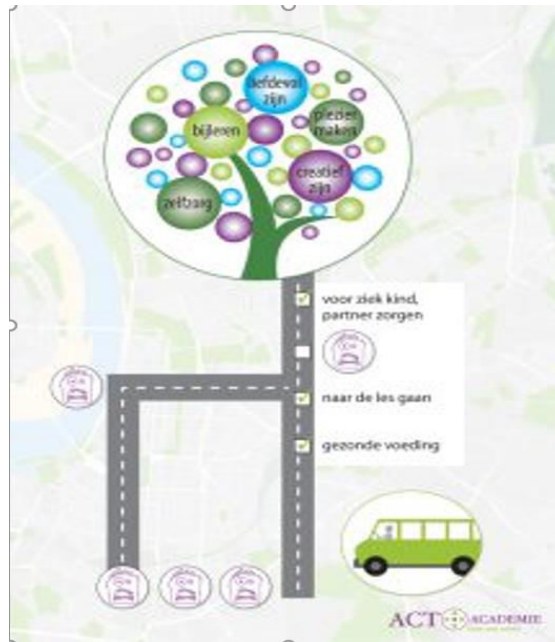 liefdevol
zijn
plezier
maken
bijleren
creatief
zijn
zelfzorg
voor ziek kind,
partner zorgen
naar de les gaan
gezonde voeding
ACT ACADEMIE